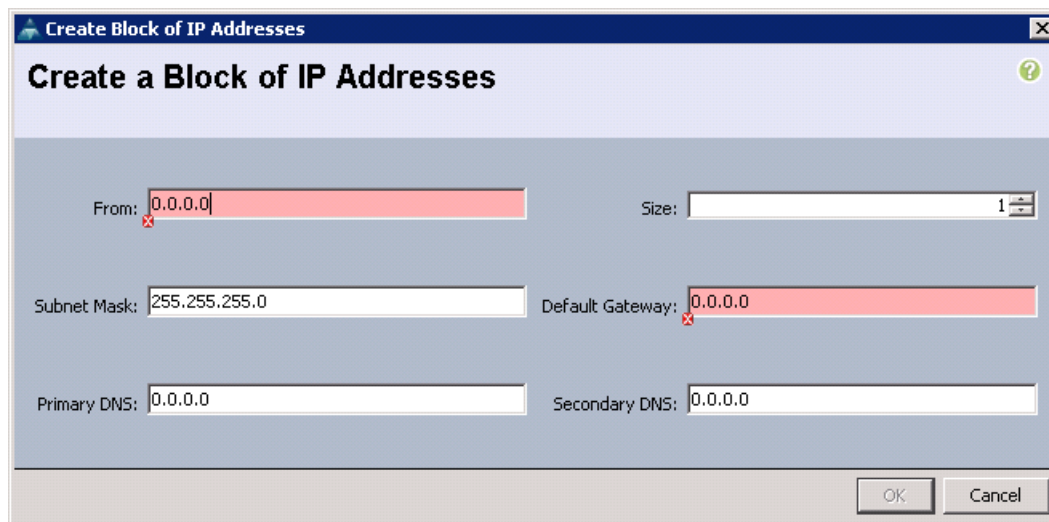 Create Block of IP Addresses
Create a Block of IP Addresses
From: 0.0.0.0 Size: 1
Subnet Mask: 255.255.255.0 Default Gateway: 0.0.0.0
Primary DNS: 0.0.0.0 Secondary DNS: 0.0.0.0
OK Cancel